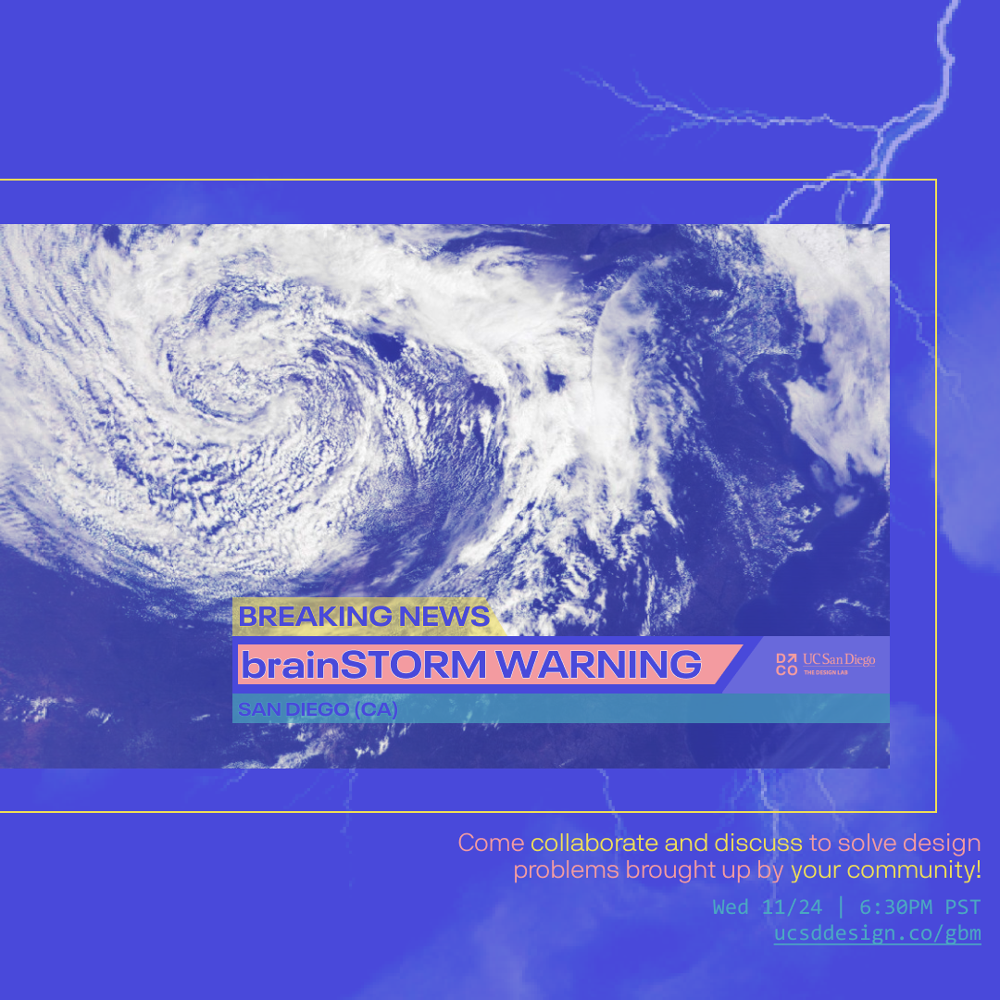 BREAKING NEWS
brainSTORM WARNING
D CO UC San Diego
THE DESIGN LAB
SAN DIEGO (CA)
Come collaborate and discuss to solve design
problems brought up by your community!
Wed 11/24 | 6:30PM PST
ucsddesign.co/gbm